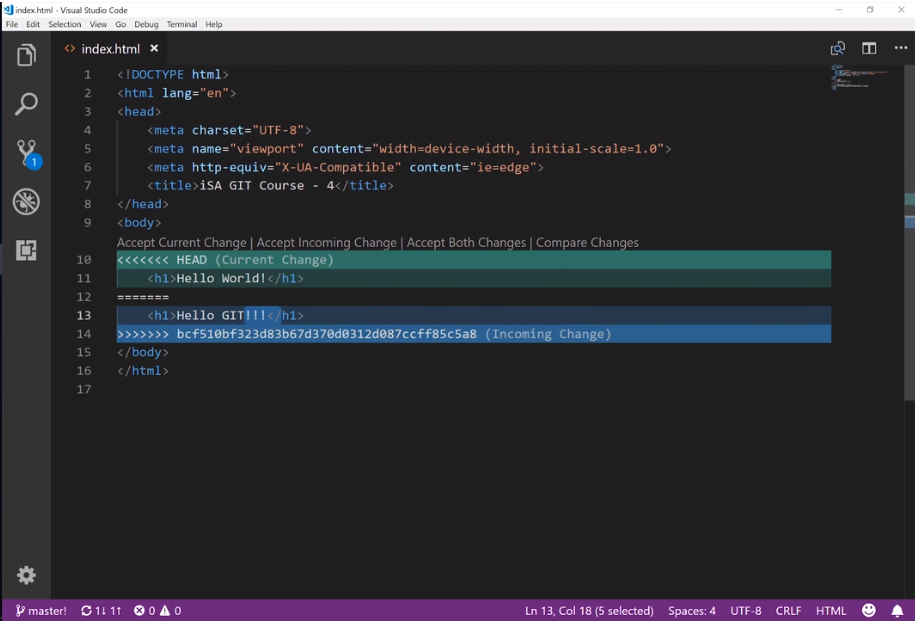 index.html - Visual Studio Code
File Edit Selection View Go Debug Terminal Help
<> index.html ×
1 <!DOCTYPE html>
2 <html lang="en">
3 <head>
4 <meta charset="UTF-8">
5 <meta name="viewport" content="width=device-width, initial-scale=1.0">
6 <meta http-equiv="X-UA-Compatible" content="ie=edge">
7 <title>iSA GIT Course - 4</title>
8 </head>
9 <body>
Accept Current Change | Accept Incoming Change | Accept Both Changes | Compare Changes
10 <<<<<<< HEAD (Current Change)
11 <h1>Hello World!</h1>
12 =======
13 <h1>Hello GIT!!!</h1>
14 >>>>>>> bcf510bf323d83b67d370d0312d087ccff85c5a8 (Incoming Change)
15 </body>
16 </html>
17
1
master! 1↓ 1↑ 0 0 Ln 13, Col 18 (5 selected) Spaces: 4 UTF-8 CRLF HTML